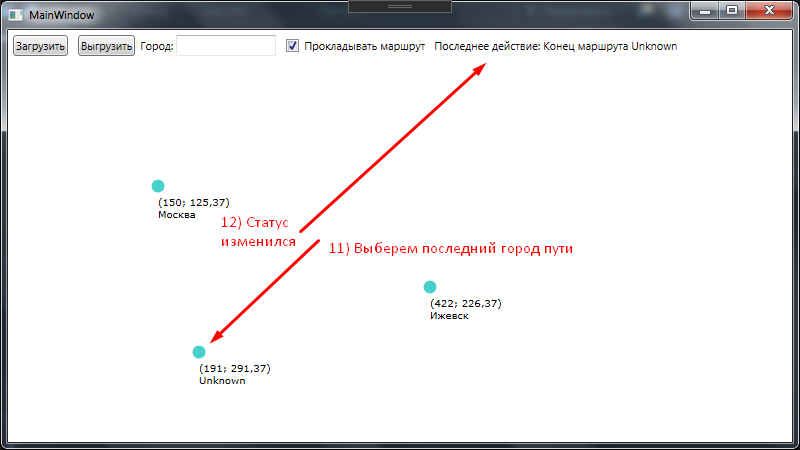 MainWindow
Загрузить Выгрузить Город: Прокладывать маршрут Последнее действие: Конец маршрута Unknown
(150; 125,37)
Москва
12) Статус
изменился
11) Выберем последний город пути
(422; 226,37)
Ижевск
(191; 291,37)
Unknown